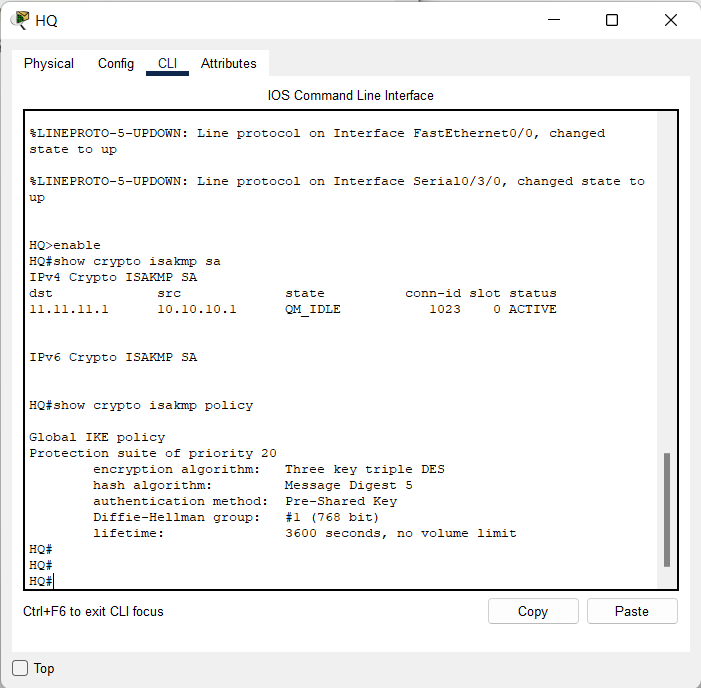 HQ
Physical Config CLI Attributes
IOS Command Line Interface
%LINEPROTO-5-UPDOWN: Line protocol on Interface FastEthernet0/0, changed
state to up
%LINEPROTO-5-UPDOWN: Line protocol on Interface Serial0/3/0, changed state to
up
HQ>enable
HQ#show crypto isakmp sa
IPv4 Crypto ISAKMP SA
dst src state conn-id slot status
11.11.11.1 10.10.10.1 QM_IDLE 1023 0 ACTIVE
IPv6 Crypto ISAKMP SA
HQ#show crypto isakmp policy
Global IKE policy
Protection suite of priority 20
encryption algorithm: Three key triple DES
hash algorithm: Message Digest 5
authentication method: Pre-Shared Key
Diffie-Hellman group: #1 (768 bit)
lifetime: 3600 seconds, no volume limit
HQ#
HQ#
HQ#
Ctrl+F6 to exit CLI focus
Copy Paste
Top